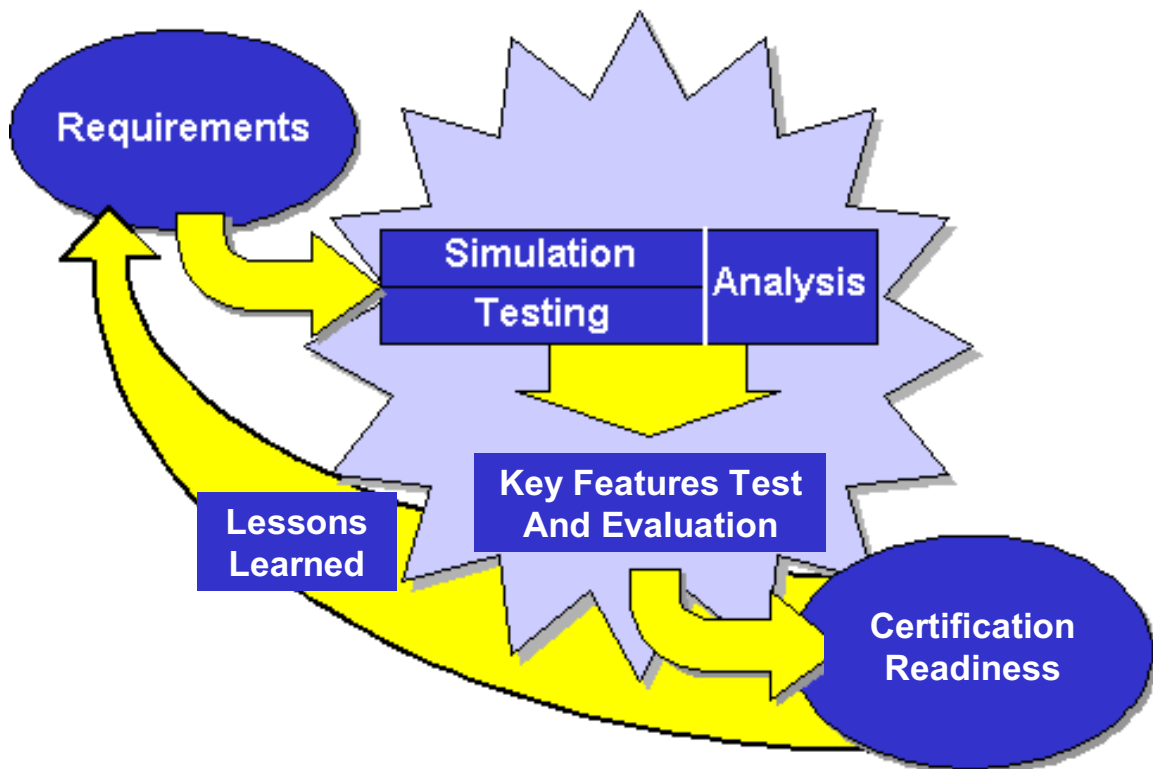 Requirements
Simulation
Testing
Analysis
Key Features Test
And Evaluation
Lessons
Learned
Certification
Readiness